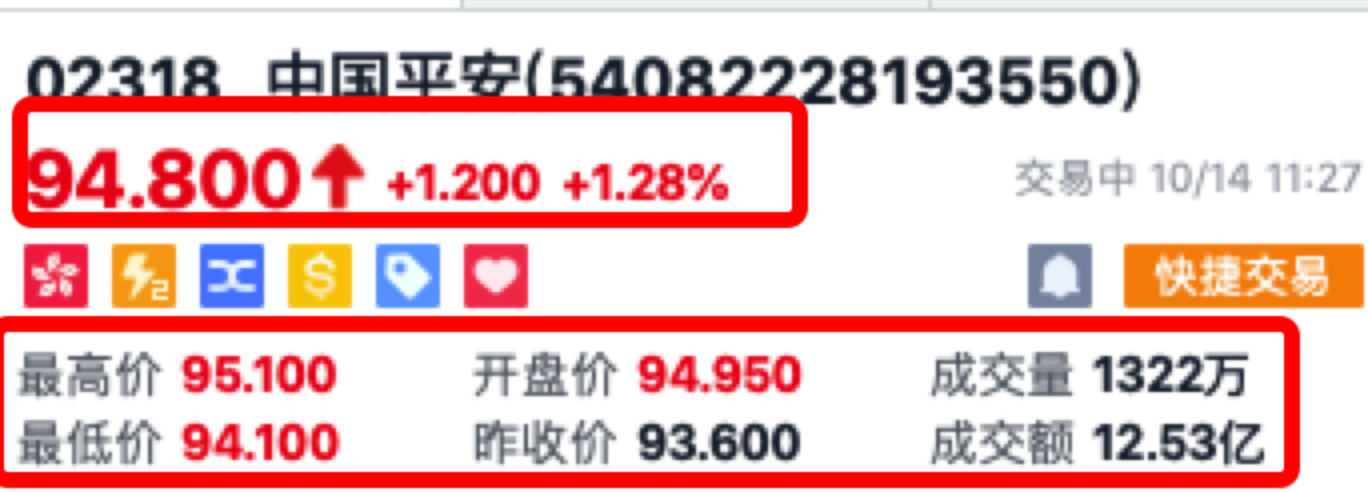 02318 中国平安(54082228193550)
94.800 +1.200 +1.28% 交易中 10/14 11:27
2 $ 快捷交易
最高价 95.100 开盘价 94.950 成交量 1322万
最低价 94.100 昨收价 93.600 成交额 12.53亿